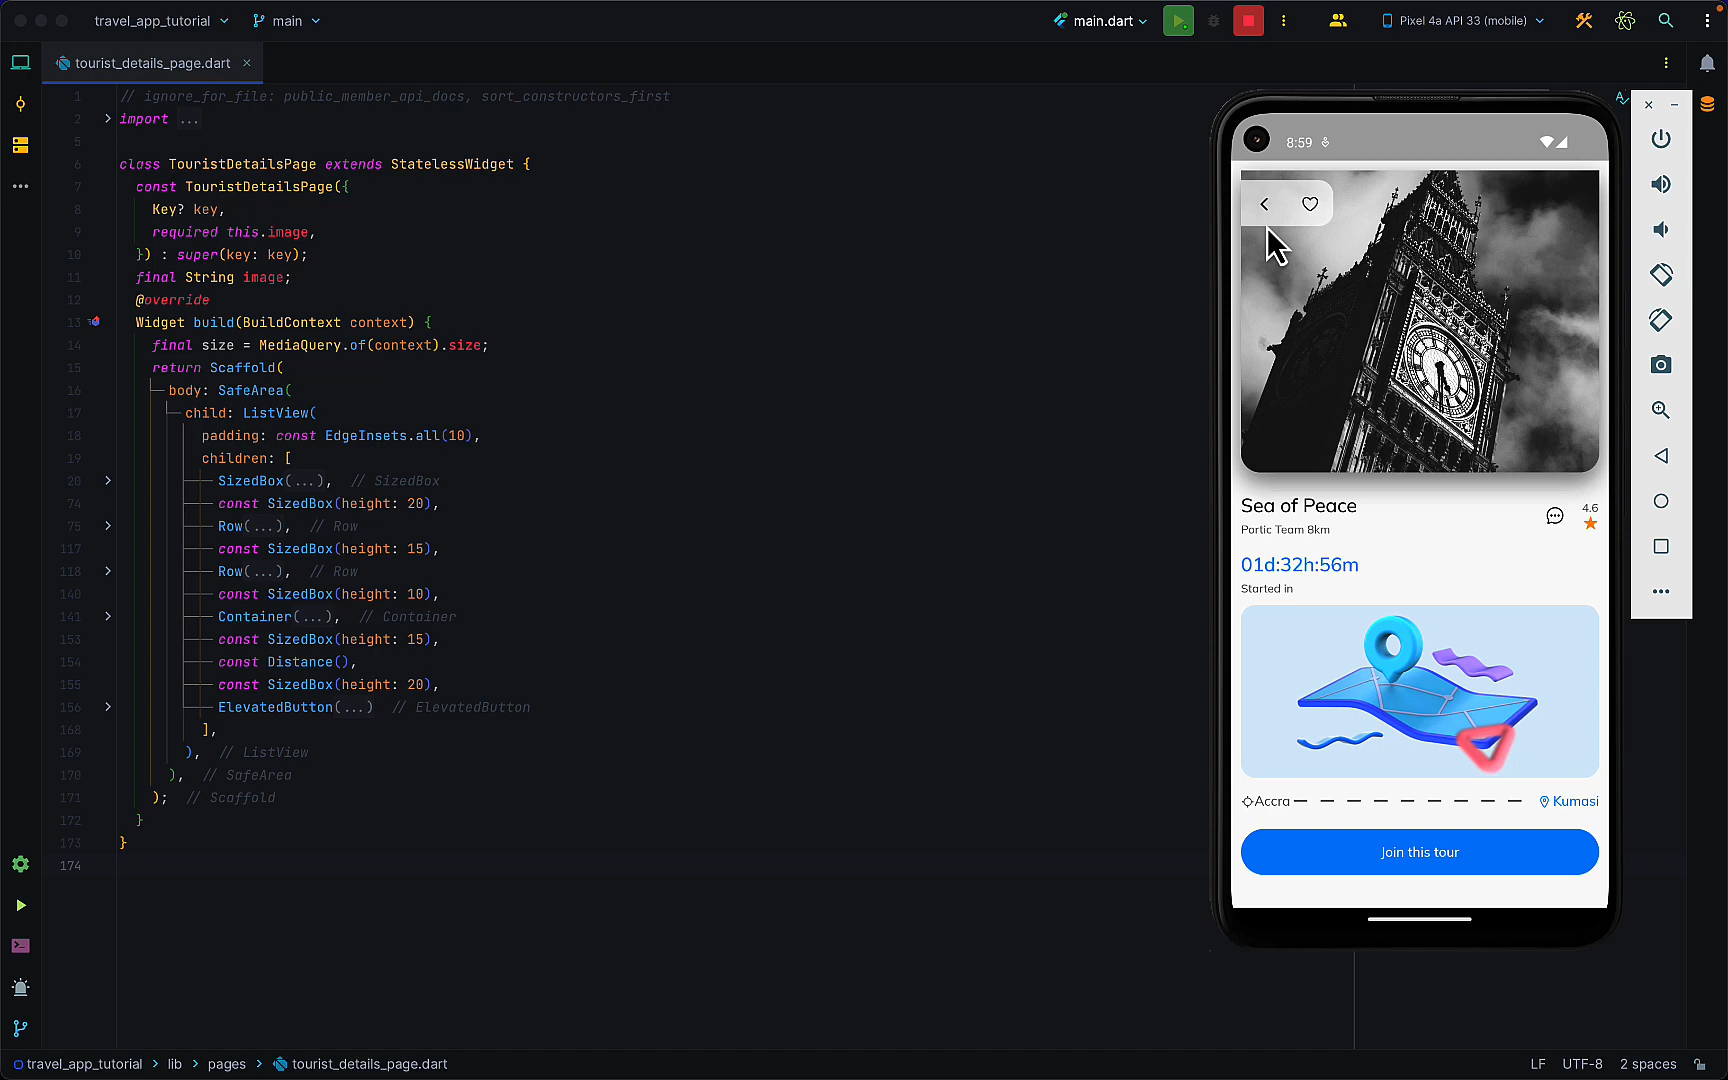 travel_app_tutorial
main
main.dart
Pixel 4a API 33 (mobile)
tourist_details_page.dart
1 // ignore_for_file: public_member_api_docs, sort_constructors_first
2 import ...
5
6 class TouristDetailsPage extends StatelessWidget {
7 const TouristDetailsPage({
8 Key? key,
9 required this.image,
10 }) : super(key: key);
11 final String image;
12 @override
13 Widget build(BuildContext context) {
14 final size = MediaQuery.of(context).size;
15 return Scaffold(
16 body: SafeArea(
17 child: ListView(
18 padding: const EdgeInsets.all(10),
19 children: [
20 SizedBox(...), // SizedBox
74 const SizedBox(height: 20),
75 Row(...), // Row
117 const SizedBox(height: 15),
118 Row(...), // Row
140 const SizedBox(height: 10),
141 Container(...), // Container
153 const SizedBox(height: 15),
154 const Distance(),
155 const SizedBox(height: 20),
156 ElevatedButton(...) // ElevatedButton
168 ],
169 ), // ListView
170 ), // SafeArea
171 ); // Scaffold
172 }
173 }
174
8:59
Sea of Peace
4.6
Portic Team 8km
01d:32h:56m
Started in
Accra
Kumasi
Join this tour
travel_app_tutorial > lib > pages > tourist_details_page.dart
LF UTF-8 2 spaces